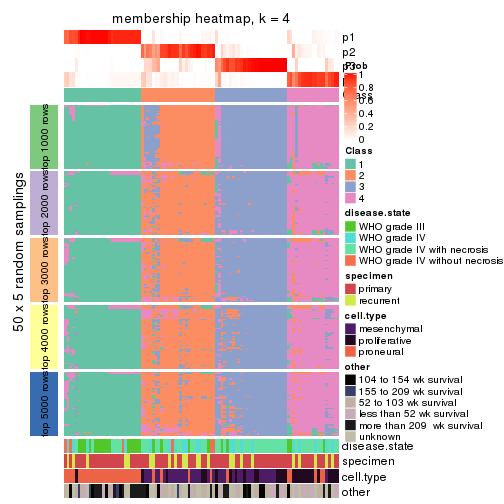 membership heatmap, k = 4
p1
p2
p3
Prob
1
0.8
0.6
0.4
0.2
0
Class
Class
1
2
3
4
disease.state
WHO grade III
WHO grade IV
WHO grade IV with necrosis
WHO grade IV without necrosis
specimen
primary
recurrent
cell.type
mesenchymal
proliferative
proneural
other
104 to 154 wk survival
155 to 209 wk survival
52 to 103 wk survival
less than 52 wk survival
more than 209 wk survival
unknown
disease.state
specimen
cell.type
other
50 x 5 random samplings
top 1000 rows
top 2000 rows
top 3000 rows
top 4000 rows
top 5000 rows